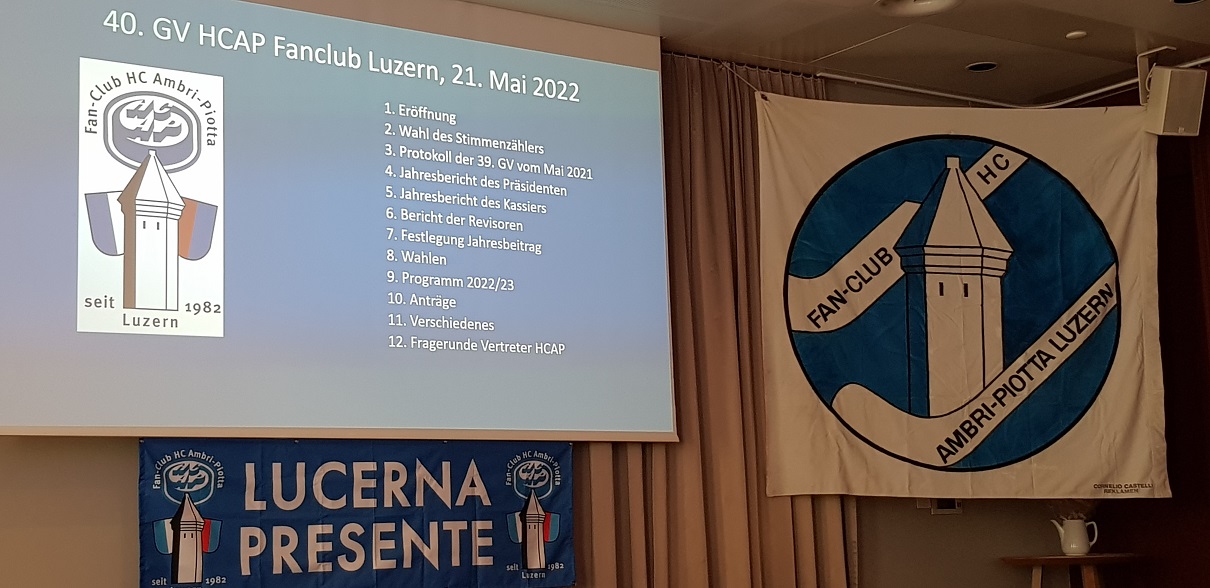 40. GV HCAP Fanclub Luzern, 21. Mai 2022
Fan-Club HC Ambri-Piotta
seit 1982
Luzern
1. Eröffnung
2. Wahl des Stimmenzählers
3. Protokoll der 39. GV vom Mai 2021
4. Jahresbericht des Präsidenten
5. Jahresbericht des Kassiers
6. Bericht der Revisoren
7. Festlegung Jahresbeitrag
8. Wahlen
9. Programm 2022/23
10. Anträge
11. Verschiedenes
12. Fragerunde Vertreter HCAP
FAN-CLUB HC
AMBRI-PIOTTA LUZERN
CORNELIO CASTELLI
REKLAMEN
Fan-Club HC Ambri-Piotta
seit 1982
LUCERNA
PRESENTE
Fan-Club HC Ambri-Piotta
seit 1982
Luzern